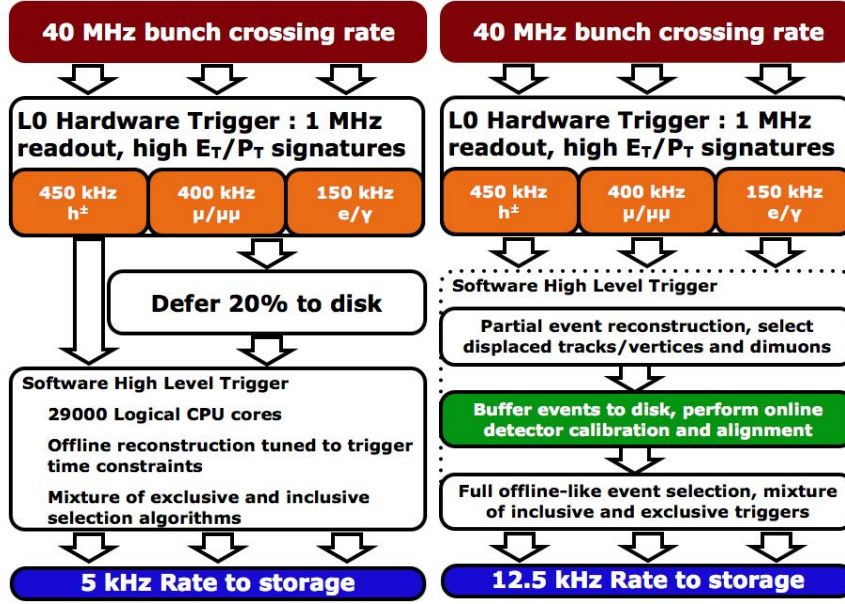 40 MHz bunch crossing rate
L0 Hardware Trigger : 1 MHz
readout, high E_T/P_T signatures
450 kHz
h±
400 kHz
μ/μμ
150 kHz
e/γ
Defer 20% to disk
Software High Level Trigger
29000 Logical CPU cores
Offline reconstruction tuned to trigger
time constraints
Mixture of exclusive and inclusive
selection algorithms
5 kHz Rate to storage
40 MHz bunch crossing rate
L0 Hardware Trigger : 1 MHz
readout, high E_T/P_T signatures
450 kHz
h±
400 kHz
μ/μμ
150 kHz
e/γ
Software High Level Trigger
Partial event reconstruction, select
displaced tracks/vertices and dimuons
Buffer events to disk, perform online
detector calibration and alignment
Full offline-like event selection, mixture
of inclusive and exclusive triggers
12.5 kHz Rate to storage